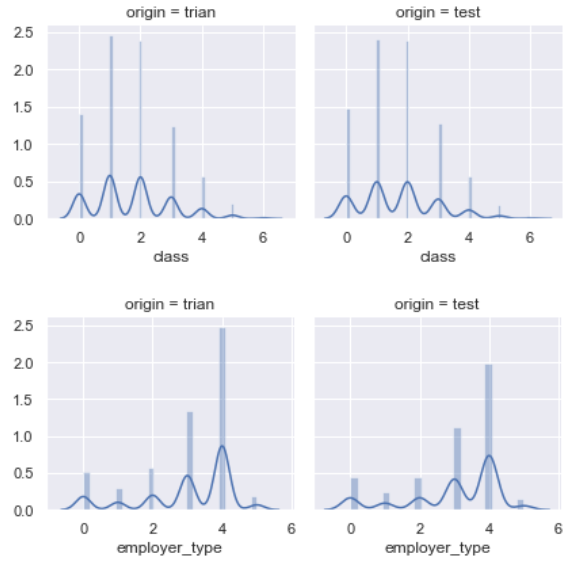 origin = trian origin = test
2.5
2.0
1.5
1.0
0.5
0.0
0 2 4 6 0 2 4 6
class class
origin = trian origin = test
2.5
2.0
1.5
1.0
0.5
0.0
0 2 4 6 0 2 4 6
employer_type employer_type